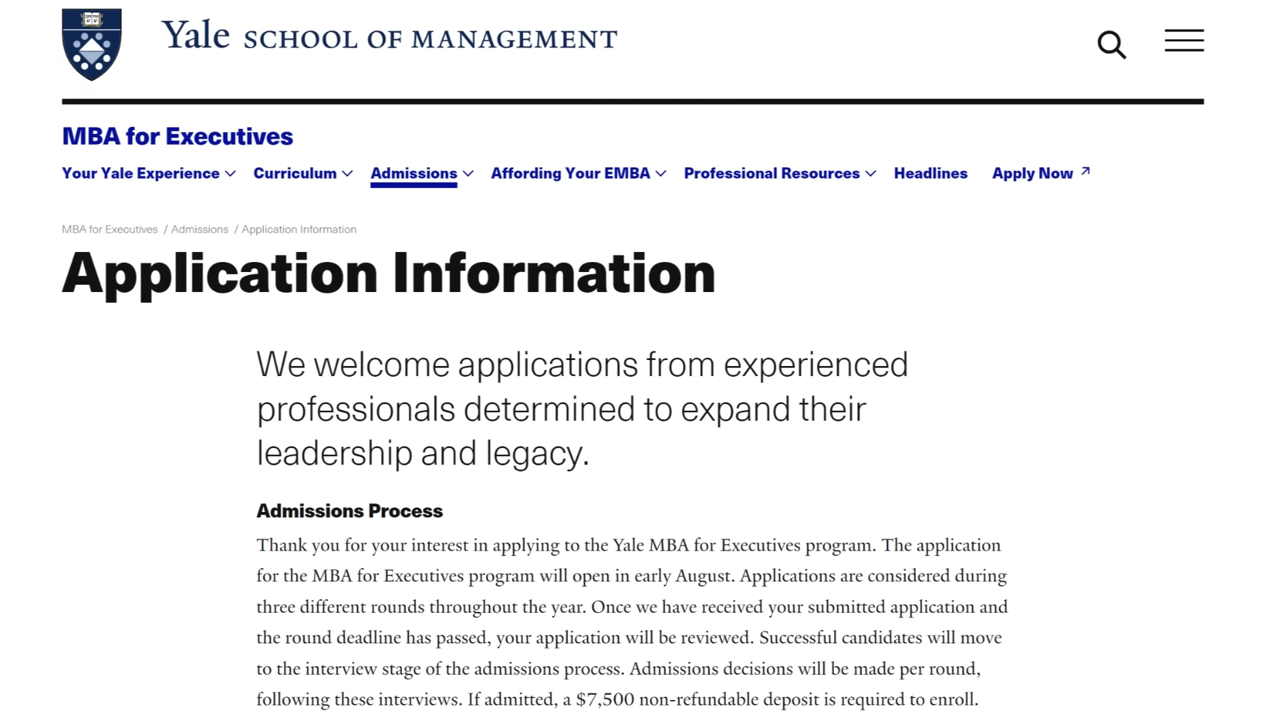 Yale SCHOOL OF MANAGEMENT
MBA for Executives
Your Yale Experience Curriculum Admissions Affording Your EMBA Professional Resources Headlines Apply Now
MBA for Executives / Admissions / Application Information
Application Information
We welcome applications from experienced
professionals determined to expand their
leadership and legacy.
Admissions Process
Thank you for your interest in applying to the Yale MBA for Executives program. The application
for the MBA for Executives program will open in early August. Applications are considered during
three different rounds throughout the year. Once we have received your submitted application and
the round deadline has passed, your application will be reviewed. Successful candidates will move
to the interview stage of the admissions process. Admissions decisions will be made per round,
following these interviews. If admitted, a $7,500 non-refundable deposit is required to enroll.